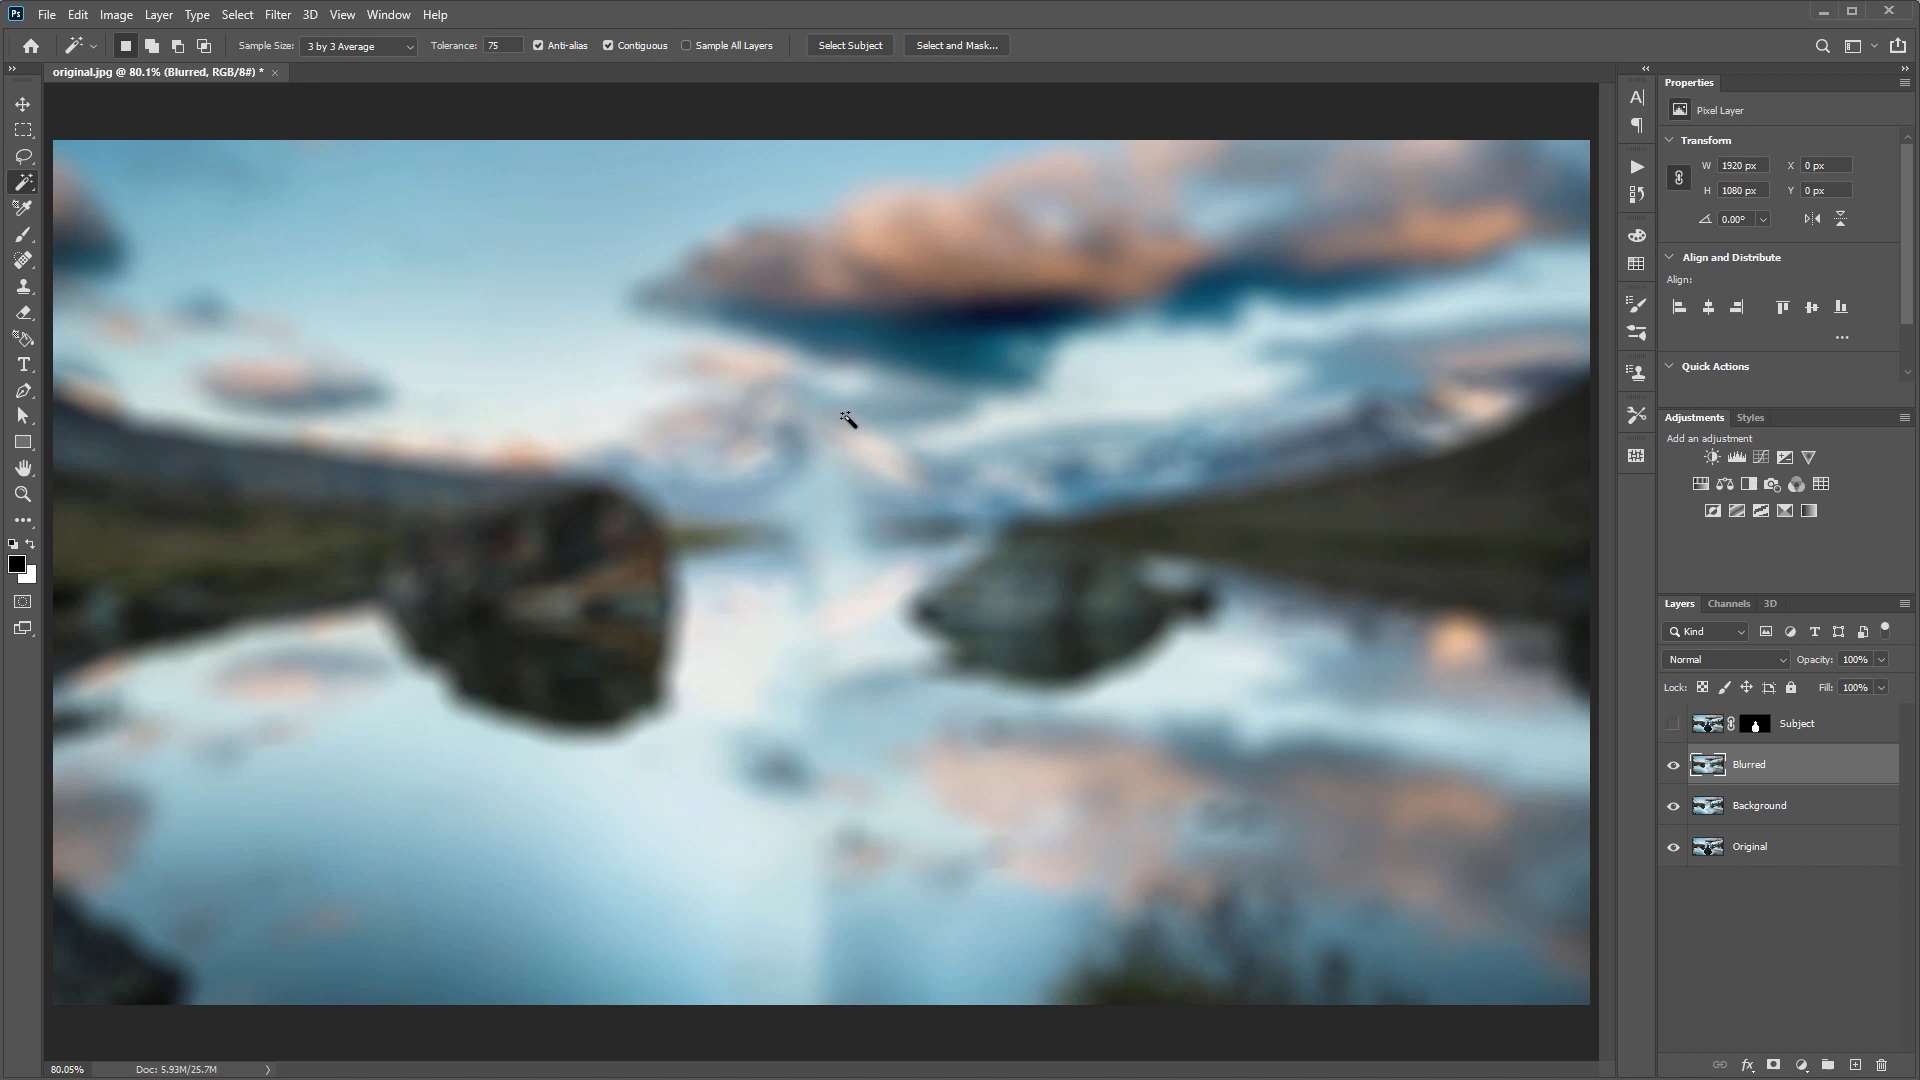 Ps File Edit Image Layer Type Select Filter 3D View Window Help
Sample Size: 3 by 3 Average Tolerance: 75 Anti-alias Contiguous Sample All Layers Select Subject Select and Mask...
original.jpg @ 80.1% (Blurred, RGB/8#) * ×
Properties
Pixel Layer
Transform
W 1920 px X 0 px
H 1080 px Y 0 px
0.00°
Align and Distribute
Align:
Quick Actions
Adjustments Styles
Add an adjustment
Layers Channels 3D
Kind
Normal Opacity: 100%
Lock: Fill: 100%
Subject
Blurred
Background
Original
80.05% Doc: 5.93M/25.7M